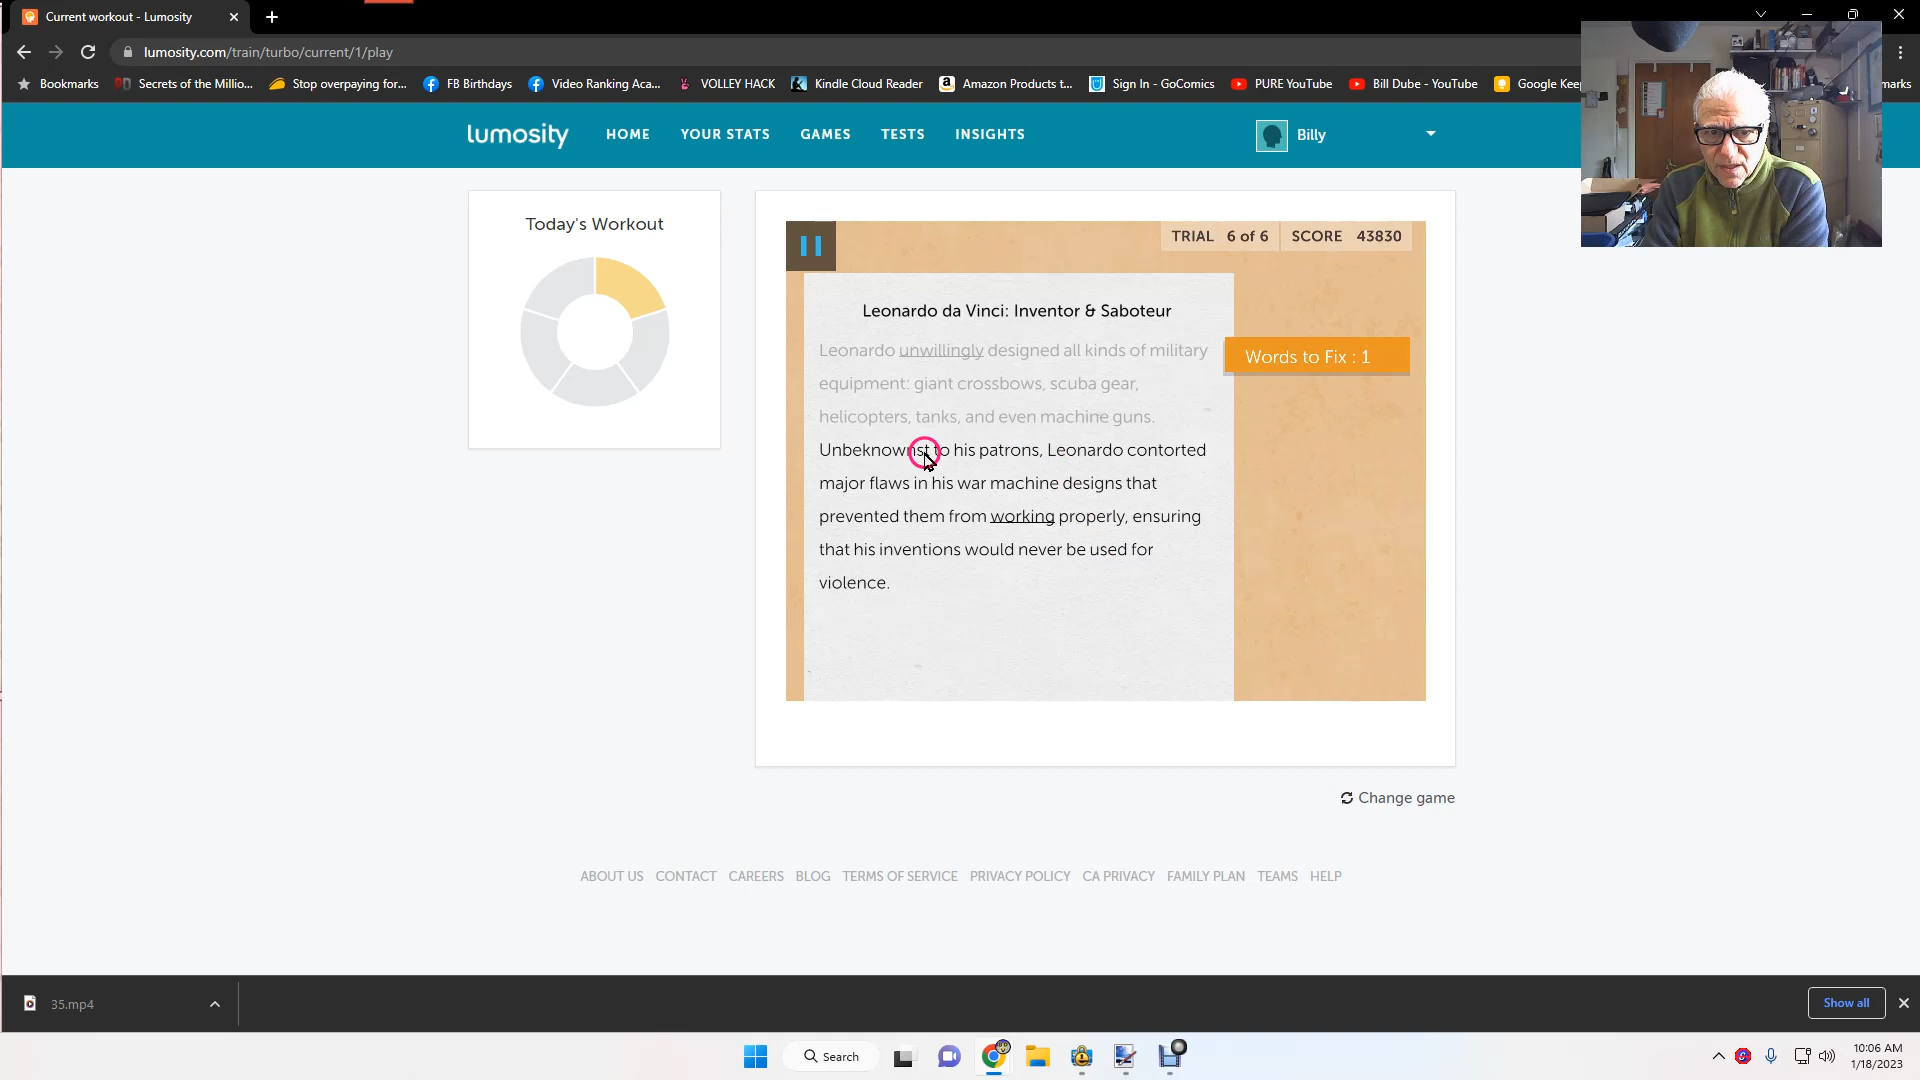 Current workout - Lumosity
lumosity.com/train/turbo/current/1/play
Bookmarks
Secrets of the Millio...
Stop overpaying for...
FB Birthdays
Video Ranking Aca...
VOLLEY HACK
Kindle Cloud Reader
Amazon Products t...
Sign In - GoComics
PURE YouTube
Bill Dube - YouTube
Google Kee
marks
lumosity
HOME
YOUR STATS
GAMES
TESTS
INSIGHTS
Billy
Today's Workout
TRIAL 6 of 6
SCORE 43830
Leonardo da Vinci: Inventor & Saboteur
Leonardo unwillingly designed all kinds of military
equipment: giant crossbows, scuba gear,
helicopters, tanks, and even machine guns.
Unbeknownst to his patrons, Leonardo contorted
major flaws in his war machine designs that
prevented them from working properly, ensuring
that his inventions would never be used for
violence.
Words to Fix : 1
Change game
ABOUT US CONTACT CAREERS BLOG TERMS OF SERVICE PRIVACY POLICY CA PRIVACY FAMILY PLAN TEAMS HELP
35.mp4
Show all
Search
10:06 AM
1/18/2023